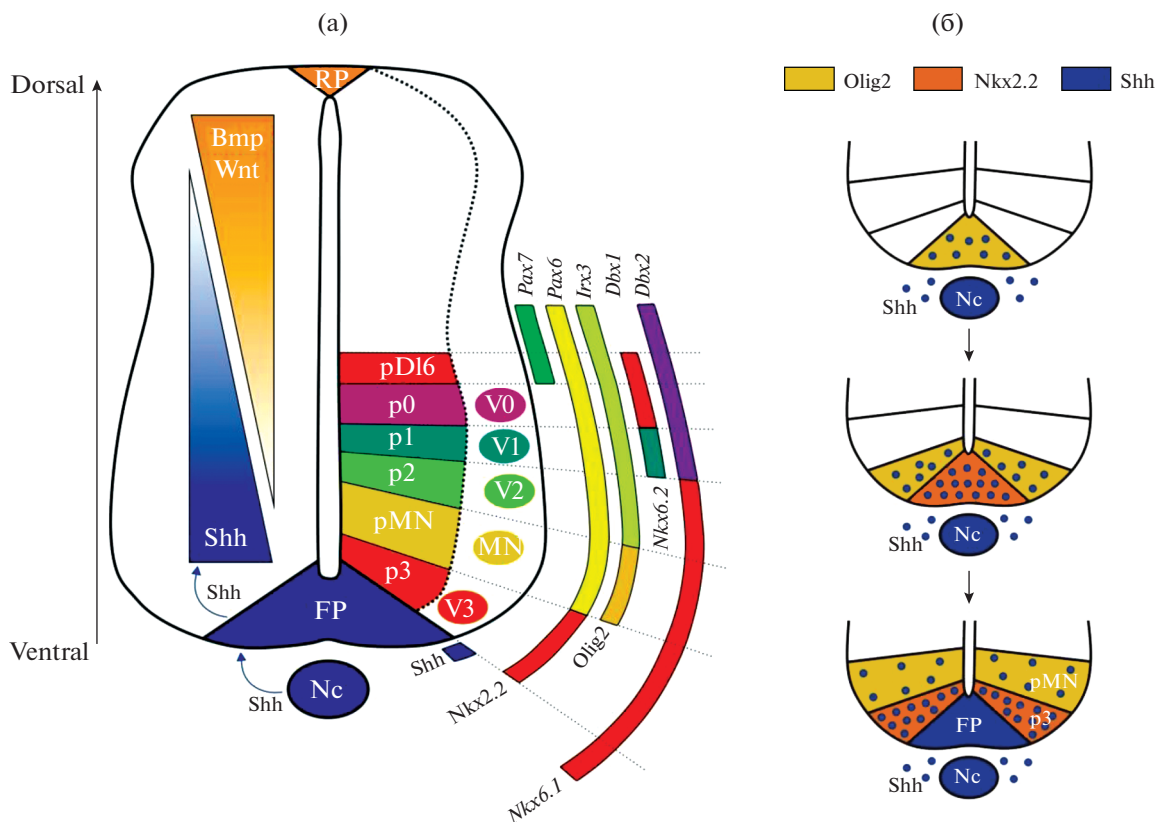 (а)
Dorsal
RP
Bmp
Wnt
Shh
Shh
Ventral
Shh
Nc
FP
pDl6
p0
p1
p2
pMN
p3
V0
V1
V2
MN
V3
Shh
Pax7
Pax6
Irx3
Dbx1
Dbx2
Nkx6.2
Olig2
Nkx2.2
Nkx6.1
(б)
Olig2
Nkx2.2
Shh
Shh
Nc
Shh
Nc
pMN
p3
FP
Shh
Nc